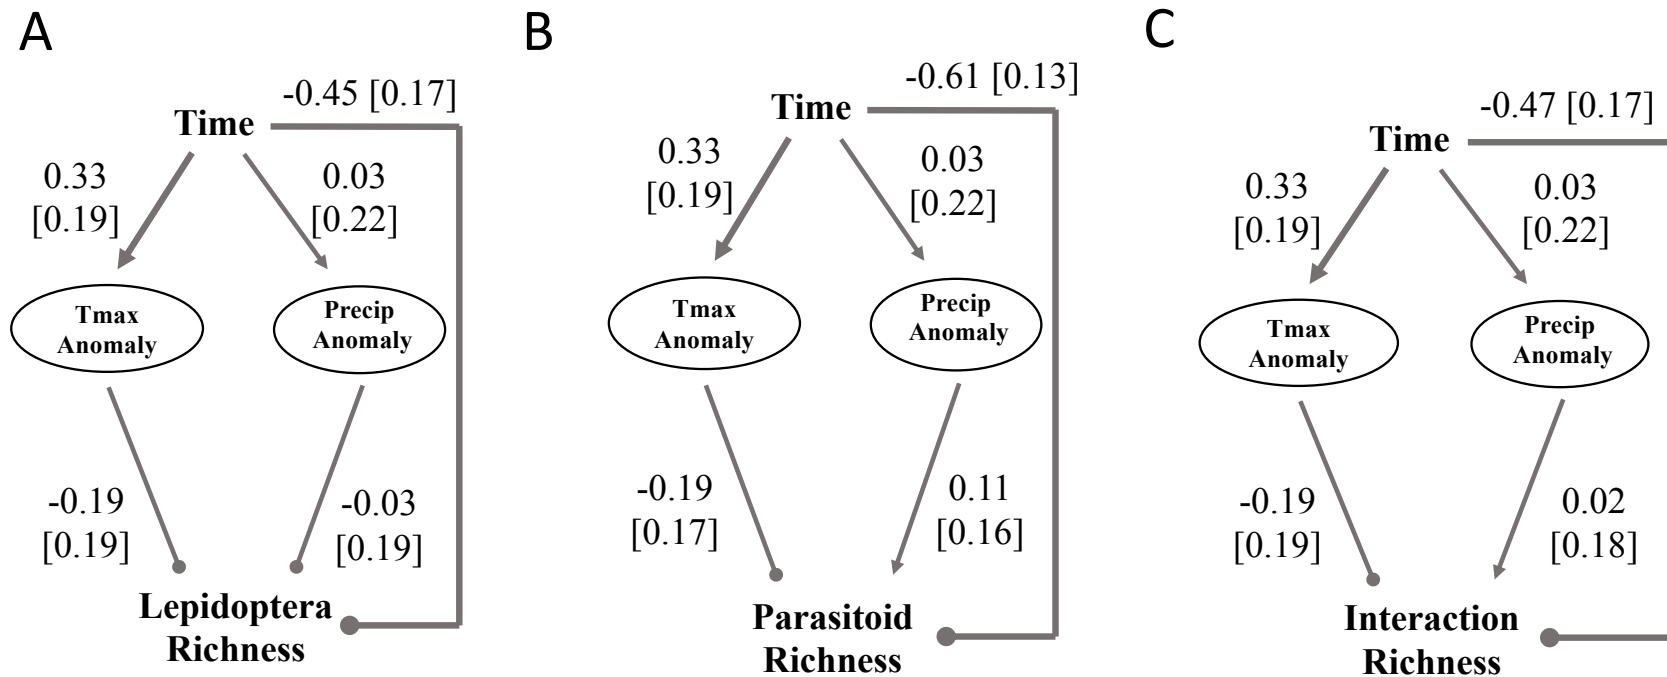 A
-0.45 [0.17]
Time
0.33
[0.19]
0.03
[0.22]
Tmax
Anomaly
Precip
Anomaly
-0.19
[0.19]
-0.03
[0.19]
Lepidoptera
Richness
B
-0.61 [0.13]
Time
0.33
[0.19]
0.03
[0.22]
Tmax
Anomaly
Precip
Anomaly
-0.19
[0.17]
0.11
[0.16]
Parasitoid
Richness
C
-0.47 [0.17]
Time
0.33
[0.19]
0.03
[0.22]
Tmax
Anomaly
Precip
Anomaly
-0.19
[0.19]
0.02
[0.18]
Interaction
Richness